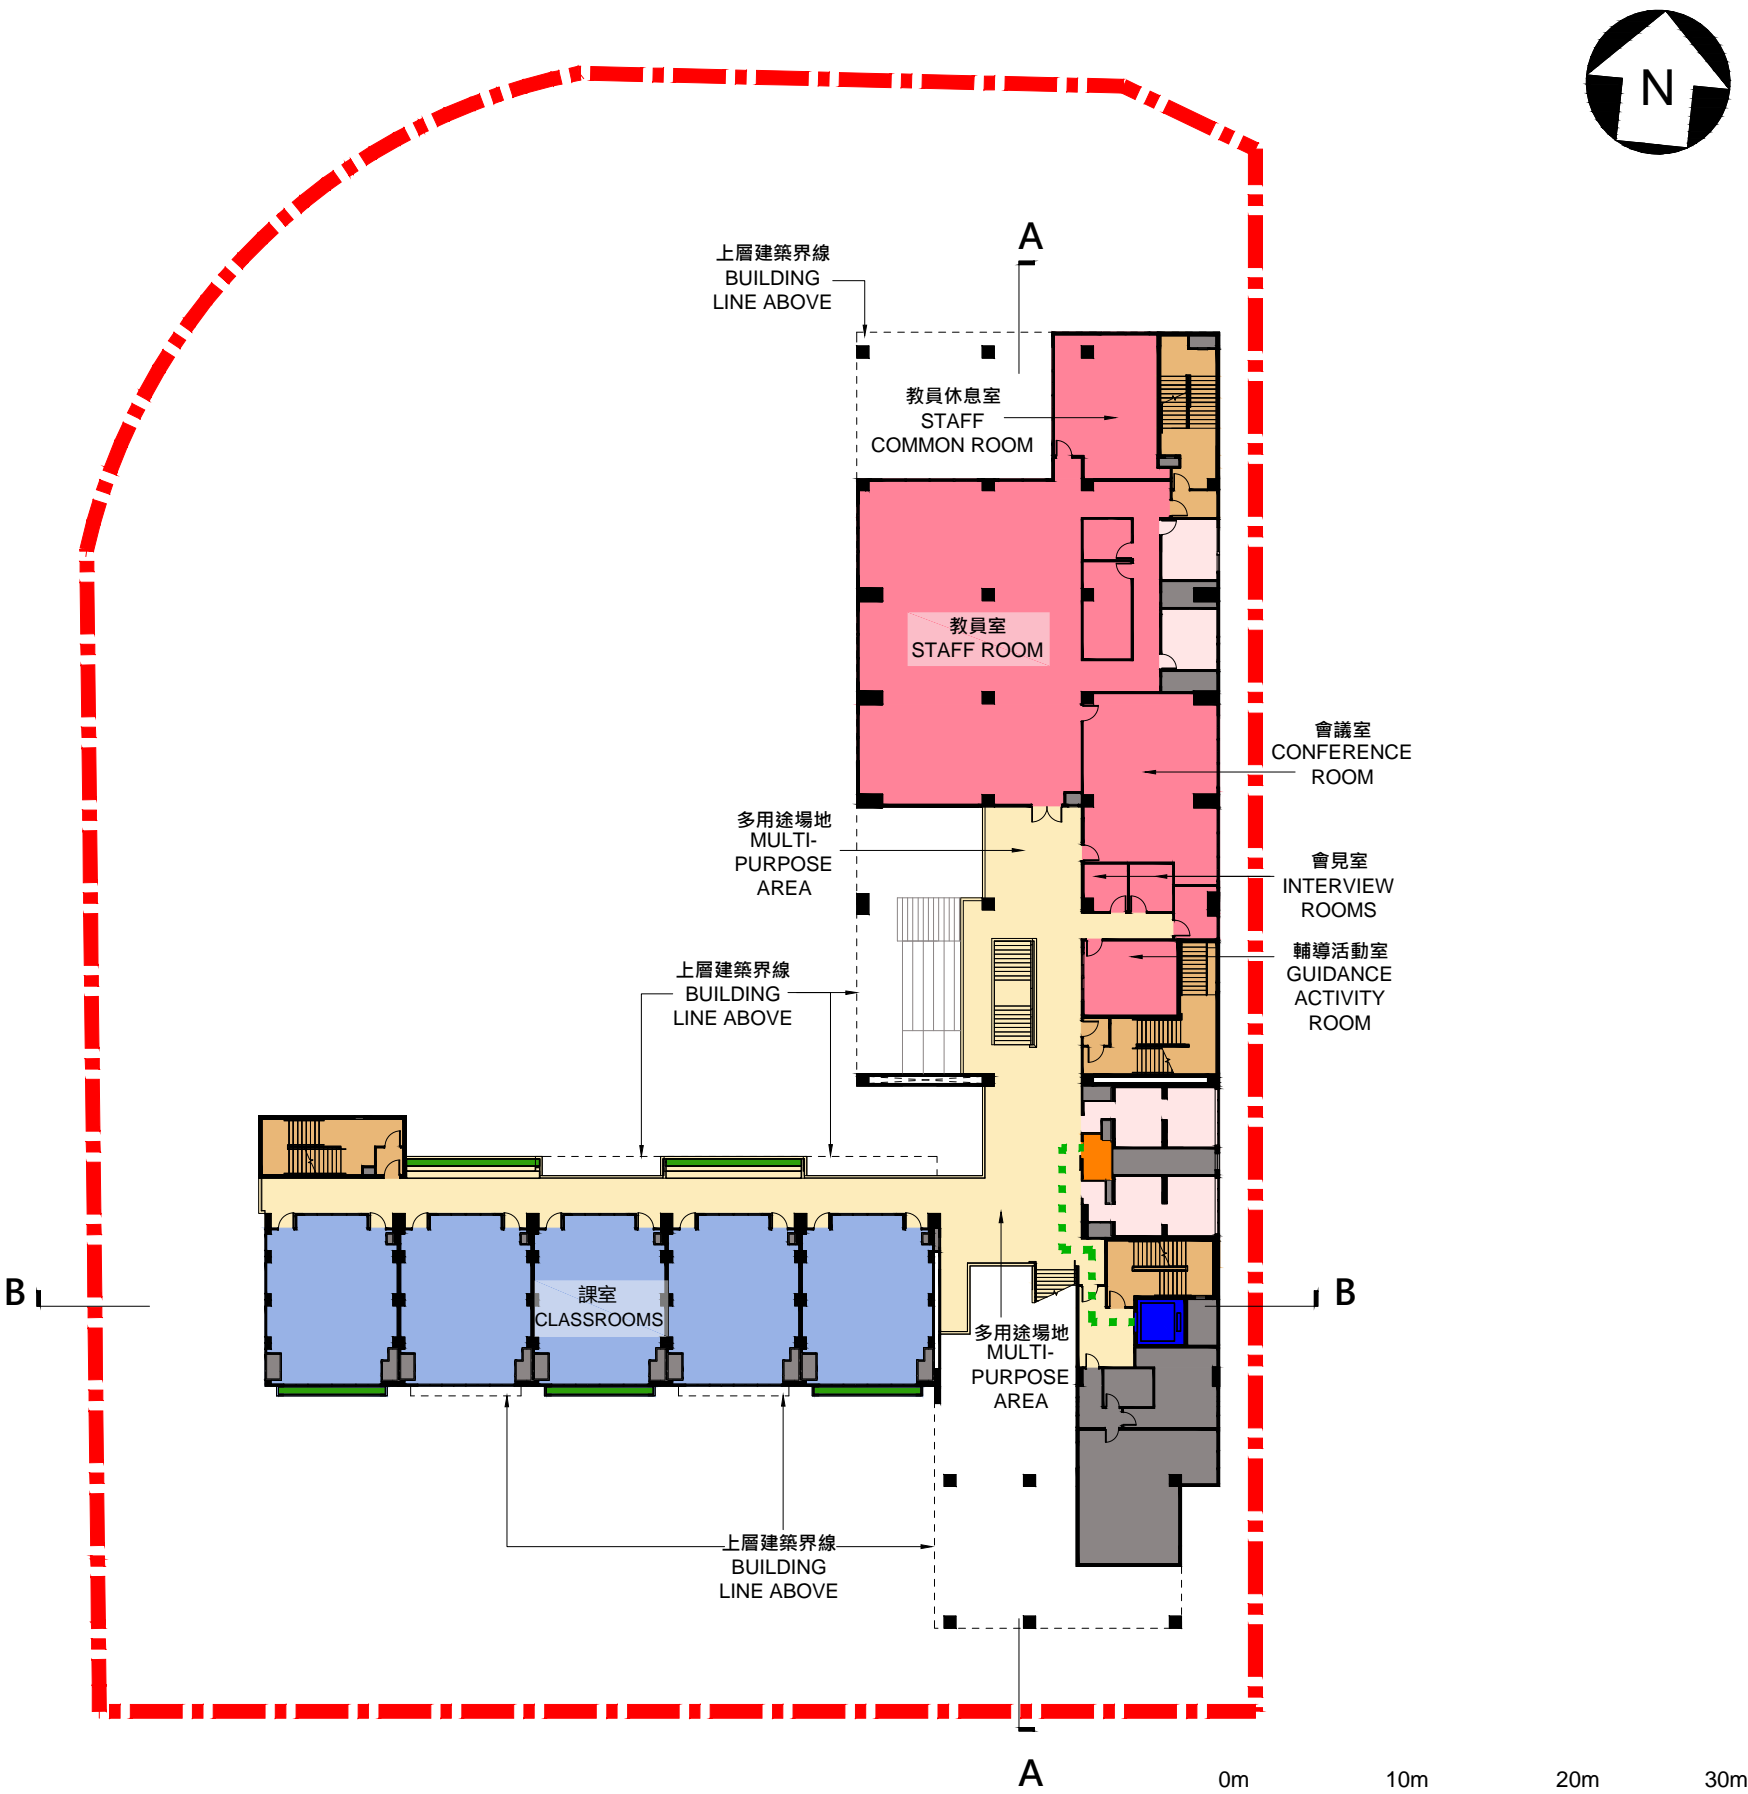 N
A
上層建築界線
BUILDING
LINE ABOVE
教員休息室
STAFF
COMMON ROOM
教員室
STAFF ROOM
會議室
CONFERENCE
ROOM
多用途場地
MULTI-
PURPOSE
AREA
會見室
INTERVIEW
ROOMS
輔導活動室
GUIDANCE
ACTIVITY
ROOM
上層建築界線
BUILDING
LINE ABOVE
B
課室
CLASSROOMS
B
多用途場地
MULTI-
PURPOSE
AREA
上層建築界線
BUILDING
LINE ABOVE
A
0m 10m 20m 30m